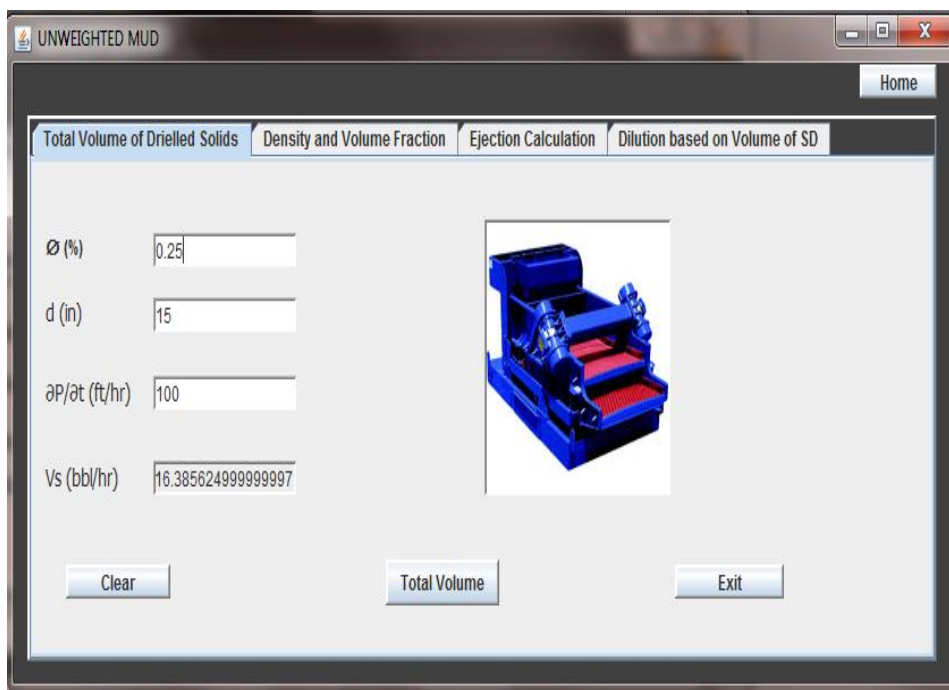 UNWEIGHTED MUD
Home
Total Volume of Drielled Solids
Density and Volume Fraction
Ejection Calculation
Dilution based on Volume of SD
Ø (%)
0.25
d (in)
15
∂P/∂t (ft/hr)
100
Vs (bbl/hr)
16.385624999999997
Clear
Total Volume
Exit